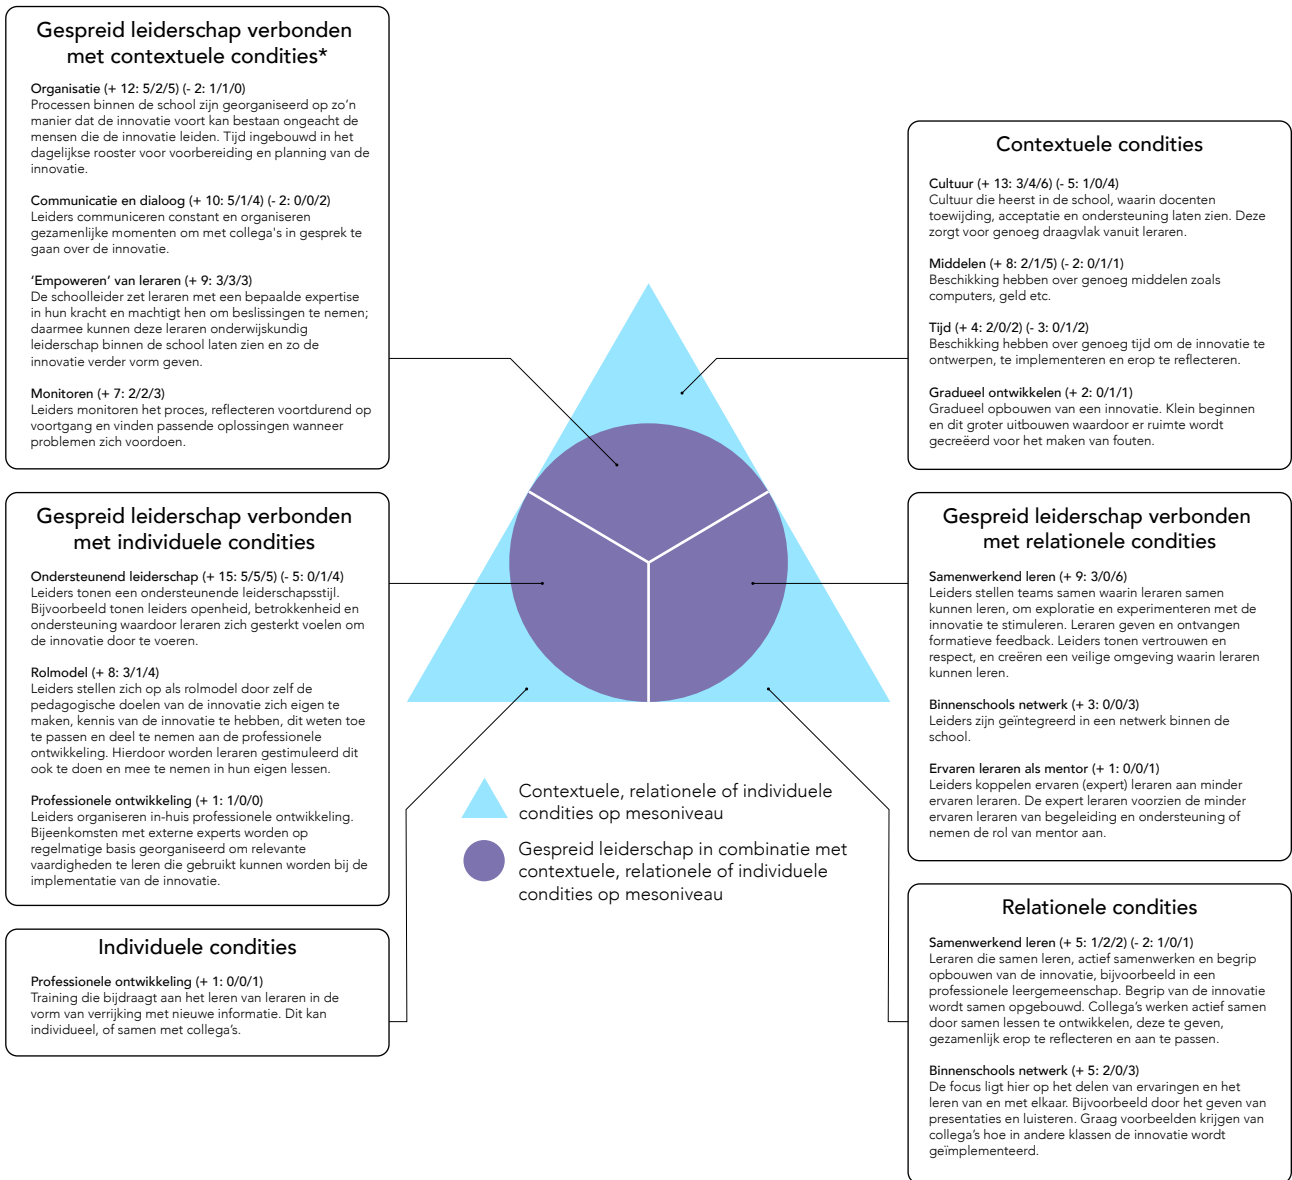 Gespreid leiderschap verbonden
met contextuele condities*
Organisatie (+ 12: 5/2/5) (- 2: 1/1/0)
Processen binnen de school zijn georganiseerd op zo'n
manier dat de innovatie voort kan bestaan ongeacht de
mensen die de innovatie leiden. Tijd ingebouwd in het
dagelijkse rooster voor voorbereiding en planning van de
innovatie.
Communicatie en dialoog (+ 10: 5/1/4) (- 2: 0/0/2)
Leiders communiceren constant en organiseren
gezamenlijke momenten om met collega's in gesprek te
gaan over de innovatie.
'Empoweren' van leraren (+ 9: 3/3/3)
De schoolleider zet leraren met een bepaalde expertise
in hun kracht en machtigt hen om beslissingen te nemen;
daarmee kunnen deze leraren onderwijskundig
leiderschap binnen de school laten zien en zo de
innovatie verder vorm geven.
Monitoren (+ 7: 2/2/3)
Leiders monitoren het proces, reflecteren voortdurend op
voortgang en vinden passende oplossingen wanneer
problemen zich voordoen.
Gespreid leiderschap verbonden
met individuele condities
Ondersteunend leiderschap (+ 15: 5/5/5) (- 5: 0/1/4)
Leiders tonen een ondersteunende leiderschapsstijl.
Bijvoorbeeld tonen leiders openheid, betrokkenheid en
ondersteuning waardoor leraren zich gesterkt voelen om
de innovatie door te voeren.
Rolmodel (+ 8: 3/1/4)
Leiders stellen zich op als rolmodel door zelf de
pedagogische doelen van de innovatie zich eigen te
maken, kennis van de innovatie te hebben, dit weten toe
te passen en deel te nemen aan de professionele
ontwikkeling. Hierdoor worden leraren gestimuleerd dit
ook te doen en mee te nemen in hun eigen lessen.
Professionele ontwikkeling (+ 1: 1/0/0)
Leiders organiseren in-huis professionele ontwikkeling.
Bijeenkomsten met externe experts worden op
regelmatige basis georganiseerd om relevante
vaardigheden te leren die gebruikt kunnen worden bij de
implementatie van de innovatie.
Individuele condities
Professionele ontwikkeling (+ 1: 0/0/1)
Training die bijdraagt aan het leren van leraren in de
vorm van verrijking met nieuwe informatie. Dit kan
individueel, of samen met collega's.
Contextuele, relationele of individuele
condities op mesoniveau
Gespreid leiderschap in combinatie met
contextuele, relationele of individuele
condities op mesoniveau
Contextuele condities
Cultuur (+ 13: 3/4/6) (- 5: 1/0/4)
Cultuur die heerst in de school, waarin docenten
toewijding, acceptatie en ondersteuning laten zien. Deze
zorgt voor genoeg draagvlak vanuit leraren.
Middelen (+ 8: 2/1/5) (- 2: 0/1/1)
Beschikking hebben over genoeg middelen zoals
computers, geld etc.
Tijd (+ 4: 2/0/2) (- 3: 0/1/2)
Beschikking hebben over genoeg tijd om de innovatie te
ontwerpen, te implementeren en erop te reflecteren.
Gradueel ontwikkelen (+ 2: 0/1/1)
Gradueel opbouwen van een innovatie. Klein beginnen
en dit groter uitbouwen waardoor er ruimte wordt
gecreëerd voor het maken van fouten.
Gespreid leiderschap verbonden
met relationele condities
Samenwerkend leren (+ 9: 3/0/6)
Leiders stellen teams samen waarin leraren samen
kunnen leren, om exploratie en experimenteren met de
innovatie te stimuleren. Leraren geven en ontvangen
formatieve feedback. Leiders tonen vertrouwen en
respect, en creëren een veilige omgeving waarin leraren
kunnen leren.
Binnenschools netwerk (+ 3: 0/0/3)
Leiders zijn geïntegreerd in een netwerk binnen de
school.
Ervaren leraren als mentor (+ 1: 0/0/1)
Leiders koppelen ervaren (expert) leraren aan minder
ervaren leraren. De expert leraren voorzien de minder
ervaren leraren van begeleiding en ondersteuning of
nemen de rol van mentor aan.
Relationele condities
Samenwerkend leren (+ 5: 1/2/2) (- 2: 1/0/1)
Leraren die samen leren, actief samenwerken en begrip
opbouwen van de innovatie, bijvoorbeeld in een
professionele leergemeenschap. Begrip van de innovatie
wordt samen opgebouwd. Collega's werken actief samen
door samen lessen te ontwikkelen, deze te geven,
gezamenlijk erop te reflecteren en aan te passen.
Binnenschools netwerk (+ 5: 2/0/3)
De focus ligt hier op het delen van ervaringen en het
leren van en met elkaar. Bijvoorbeeld door het geven van
presentaties en luisteren. Graag voorbeelden krijgen van
collega's hoe in andere klassen de innovatie wordt
geïmplementeerd.